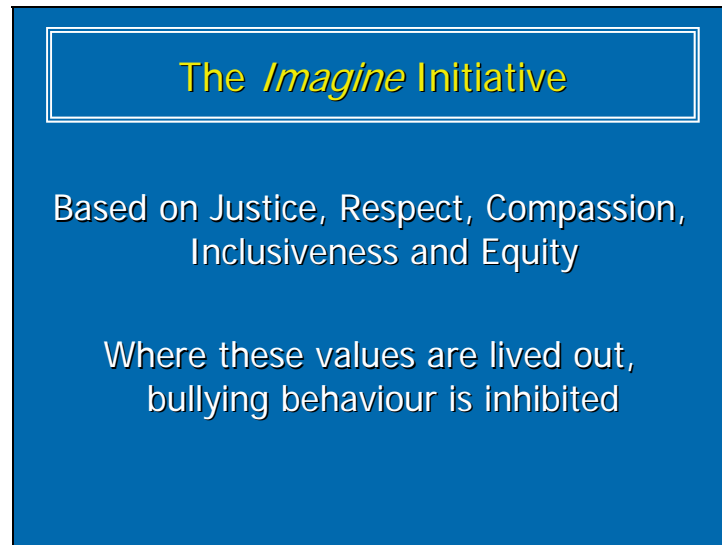 The Imagine Initiative
Based on Justice, Respect, Compassion,
Inclusiveness and Equity
Where these values are lived out,
bullying behaviour is inhibited